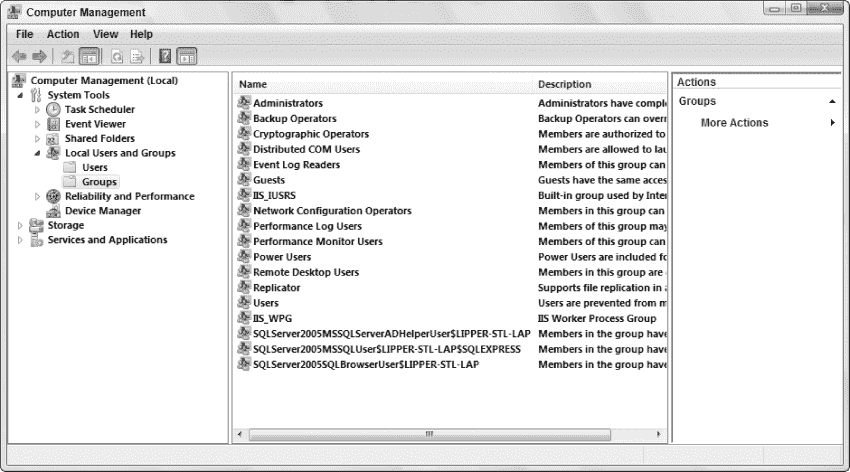 Computer Management
File Action View Help
Computer Management (Local)
System Tools
Task Scheduler
Event Viewer
Shared Folders
Local Users and Groups
Users
Groups
Reliability and Performance
Device Manager
Storage
Services and Applications
Name Description
Administrators Administrators have comple
Backup Operators Backup Operators can overr
Cryptographic Operators Members are authorized to
Distributed COM Users Members are allowed to lau
Event Log Readers Members of this group can
Guests Guests have the same acces
IIS_IUSRS Built-in group used by Inter
Network Configuration Operators Members in this group can
Performance Log Users Members of this group may
Performance Monitor Users Members of this group can
Power Users Power Users are included fo
Remote Desktop Users Members in this group are
Replicator Supports file replication in a
Users Users are prevented from m
IIS_WPG IIS Worker Process Group
SQLServer2005MSSQLServerADHelperUser$LIPPER-STL-LAP Members in the group have
SQLServer2005MSSQLUser$LIPPER-STL-LAP$SQLEXPRESS Members in the group have
SQLServer2005SQLBrowserUser$LIPPER-STL-LAP Members in the group have
Actions
Groups
More Actions